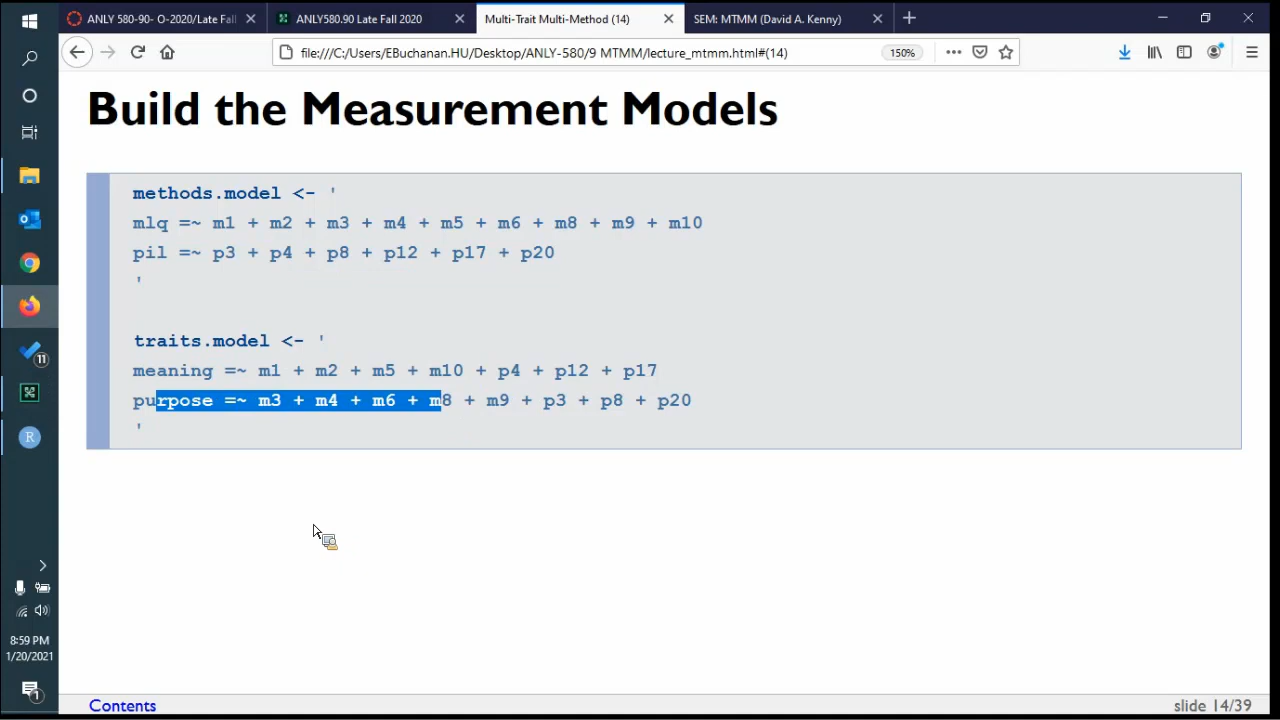 ANLY 580-90- O-2020/Late Fall
ANLY580.90 Late Fall 2020
Multi-Trait Multi-Method (14)
SEM: MTMM (David A. Kenny)
file:///C:/Users/EBuchanan.HU/Desktop/ANLY-580/9 MTMM/lecture_mtmm.html#(14)
150%
Build the Measurement Models
methods.model <- '
mlq =~ m1 + m2 + m3 + m4 + m5 + m6 + m8 + m9 + m10
pil =~ p3 + p4 + p8 + p12 + p17 + p20
'
traits.model <- '
meaning =~ m1 + m2 + m5 + m10 + p4 + p12 + p17
purpose =~ m3 + m4 + m6 + m8 + m9 + p3 + p8 + p20
'
11
R
8:59 PM
1/20/2021
1
Contents
slide 14/39